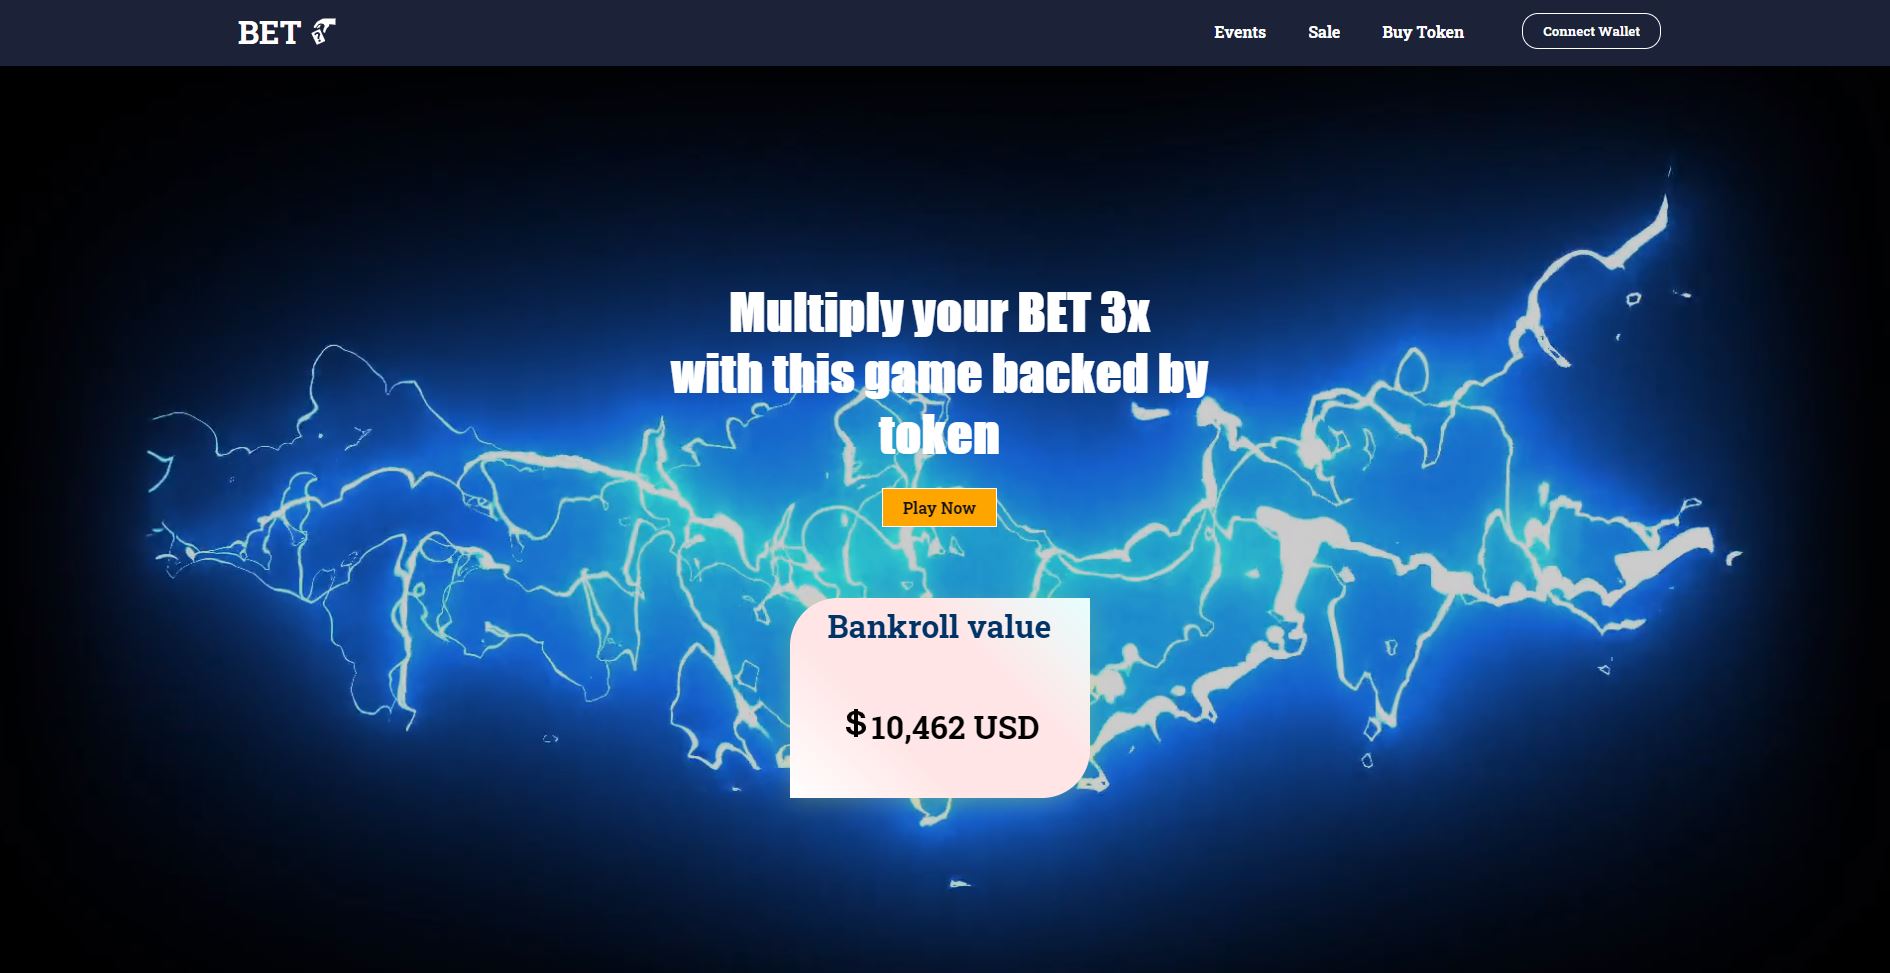 BET
Events
Sale
Buy Token
Connect Wallet
Multiply your BET 3x
with this game backed by
token
Play Now
Bankroll value
$ 10,462 USD